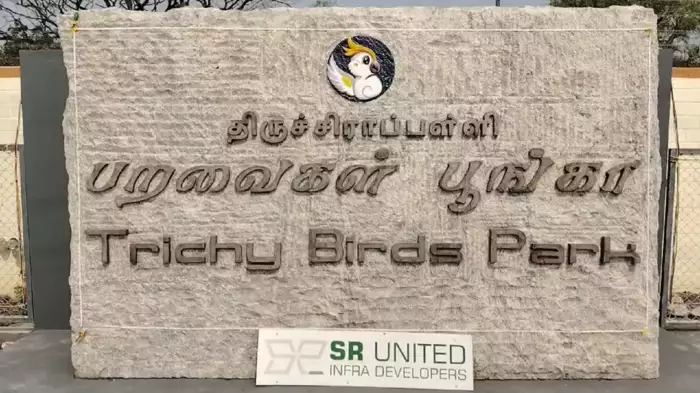 திருச்சிராப்பள்ளி
பறவைகள் பூங்கா
Trichy Birds Park
SR UNITED
INFRA DEVELOPERS